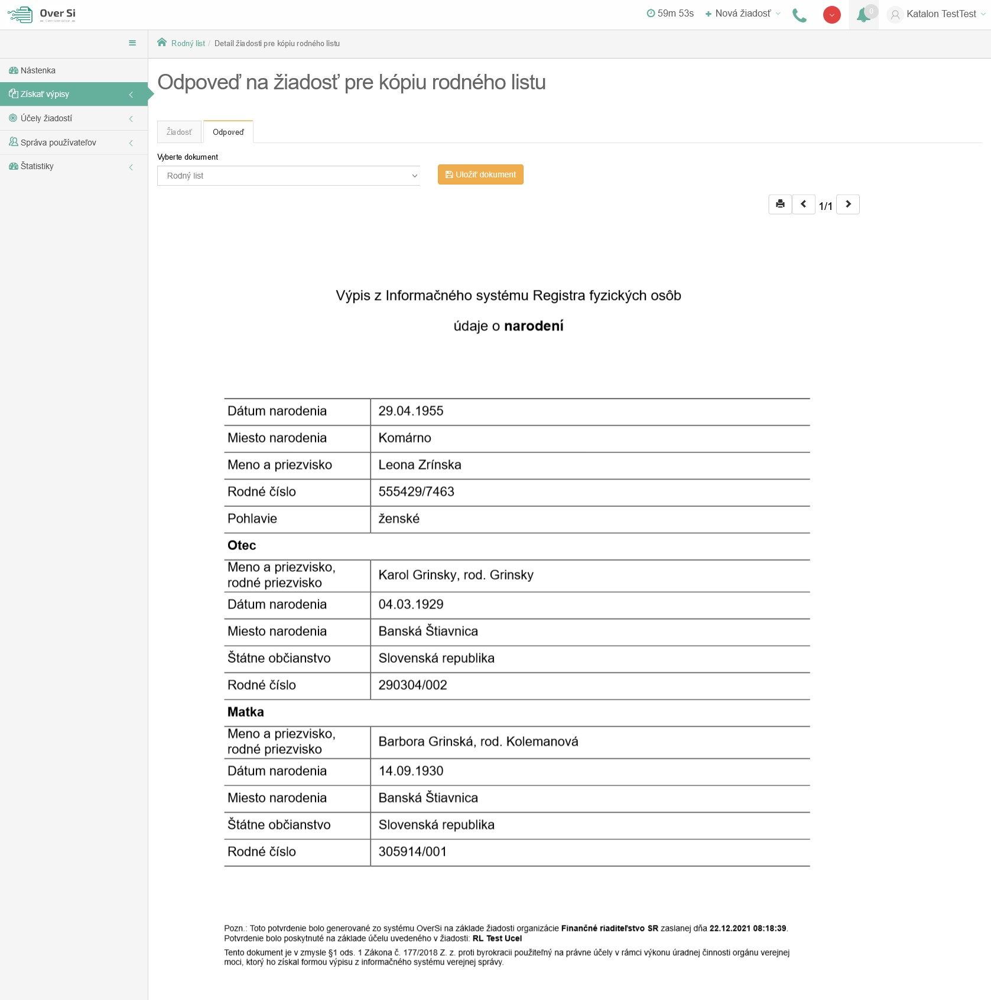 Over Si
59m 53s
Nová žiadosť
0
Katalon TestTest
Rodný list / Detail žiadosti pre kópiu rodného listu
Nástenka
Získať výpisy
Účely žiadostí
Správa používateľov
Štatistiky
Odpoveď na žiadosť pre kópiu rodného listu
Žiadosť
Odpoveď
Vyberte dokument
Rodný list
Uložiť dokument
1/1
Výpis z Informačného systému Registra fyzických osôb
údaje o narodení
Dátum narodenia 29.04.1955
Miesto narodenia Komárno
Meno a priezvisko Leona Zrínska
Rodné číslo 555429/7463
Pohlavie ženské
Otec
Meno a priezvisko,
rodné priezvisko Karol Grinsky, rod. Grinsky
Dátum narodenia 04.03.1929
Miesto narodenia Banská Štiavnica
Štátne občianstvo Slovenská republika
Rodné číslo 290304/002
Matka
Meno a priezvisko,
rodné priezvisko Barbora Grinská, rod. Kolemanová
Dátum narodenia 14.09.1930
Miesto narodenia Banská Štiavnica
Štátne občianstvo Slovenská republika
Rodné číslo 305914/001
Pozn.: Toto potvrdenie bolo generované zo systému OverSi na základe žiadosti organizácie Finančné riaditeľstvo SR zaslanej dňa 22.12.2021 08:18:39.
Potvrdenie bolo poskytnuté na základe účelu uvedeného v žiadosti: RL Test Ucel
Tento dokument je v zmysle §1 ods. 1 Zákona č. 177/2018 Z. z. proti byrokracii použiteľný na právne účely v rámci výkonu úradnej činnosti orgánu verejnej
moci, ktorý ho získal formou výpisu z informačného systému verejnej správy.